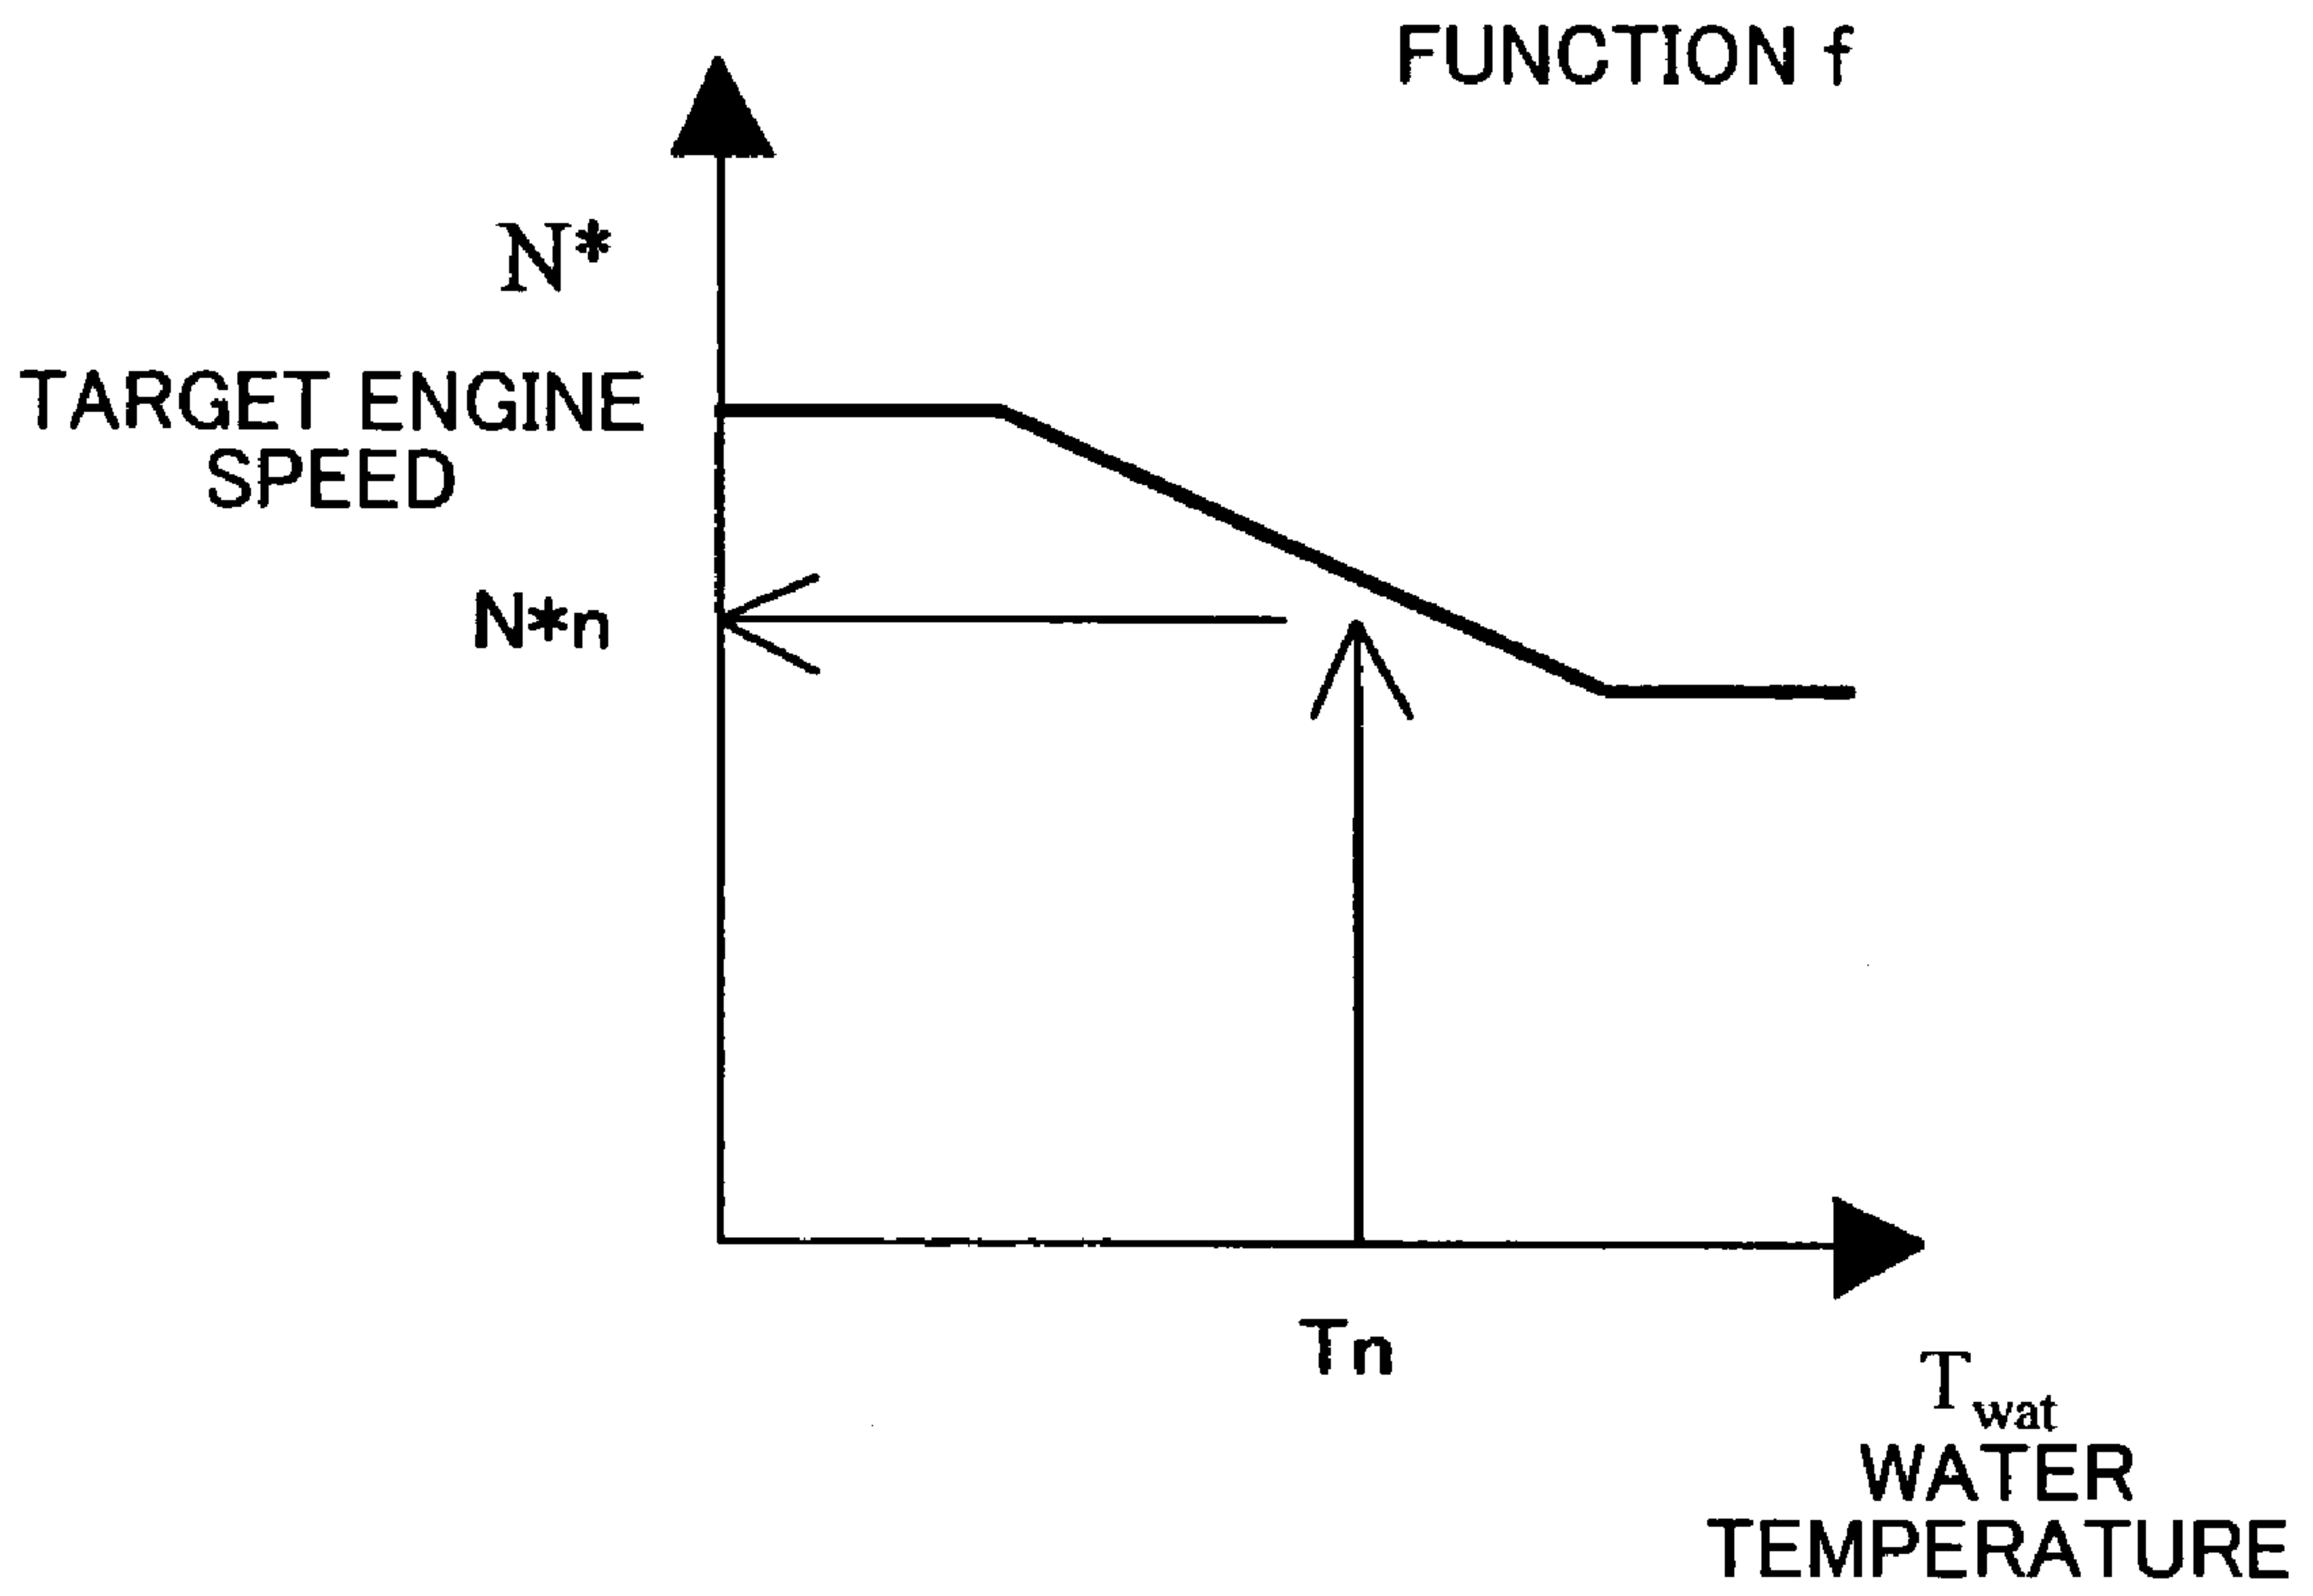 FUNCTION f
N*
TARGET ENGINE
SPEED
N*n
Tn
Twat
WATER
TEMPERATURE